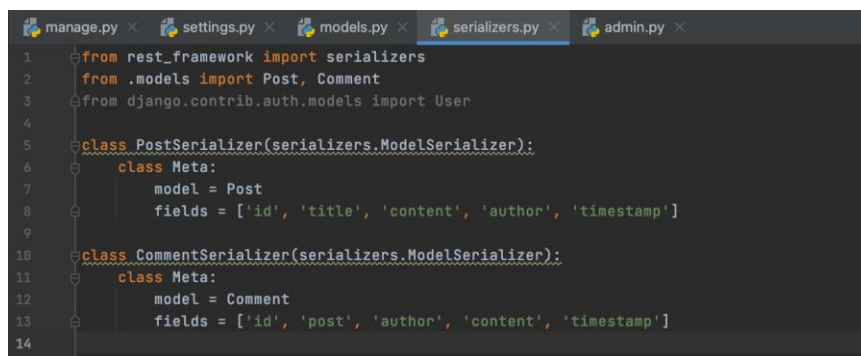 manage.py × settings.py × models.py × serializers.py × admin.py ×
1 from rest_framework import serializers
2 from .models import Post, Comment
3 from django.contrib.auth.models import User
4
5 class PostSerializer(serializers.ModelSerializer):
6     class Meta:
7         model = Post
8         fields = ['id', 'title', 'content', 'author', 'timestamp']
9
10 class CommentSerializer(serializers.ModelSerializer):
11     class Meta:
12         model = Comment
13         fields = ['id', 'post', 'author', 'content', 'timestamp']
14